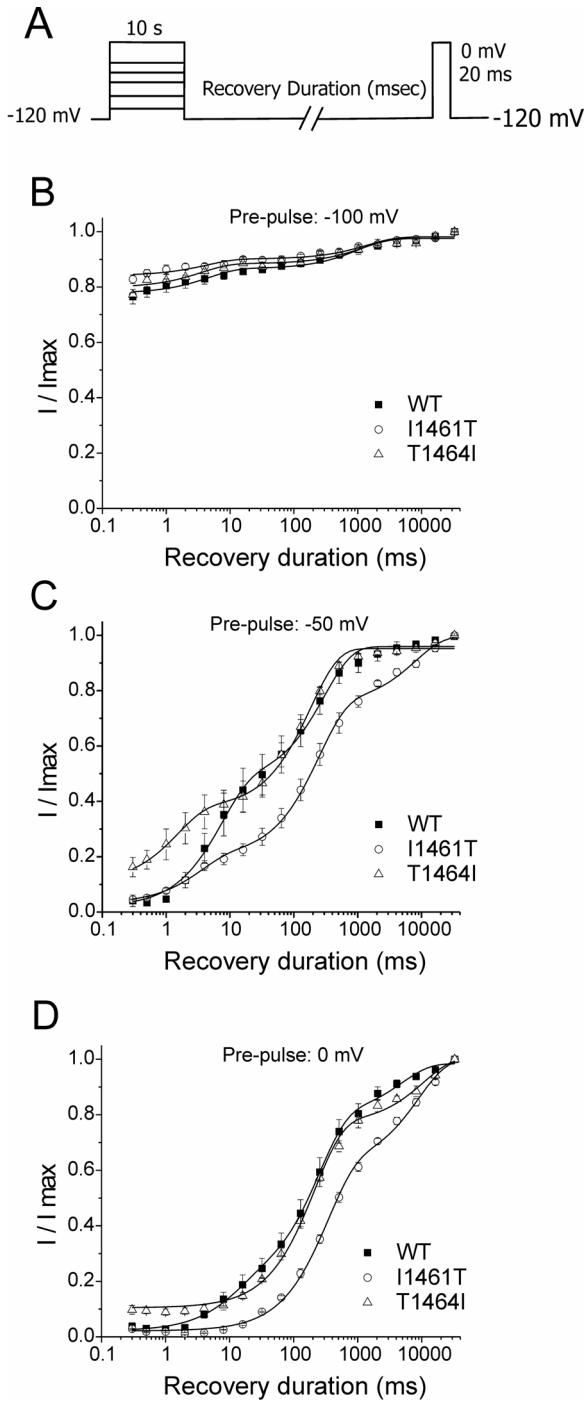 A
10 s
0 mV
20 ms
Recovery Duration (msec)
-120 mV
-120 mV
B
Pre-pulse: -100 mV
1.0
0.8
0.6
0.4
0.2
0.0
I / Imax
WT
I1461T
T1464I
0.1 1 10 100 1000 10000
Recovery duration (ms)
C
Pre-pulse: -50 mV
1.0
0.8
0.6
0.4
0.2
0.0
I / Imax
WT
I1461T
T1464I
0.1 1 10 100 1000 10000
Recovery duration (ms)
D
Pre-pulse: 0 mV
1.0
0.8
0.6
0.4
0.2
0.0
I / I max
WT
I1461T
T1464I
0.1 1 10 100 1000 10000
Recovery duration (ms)